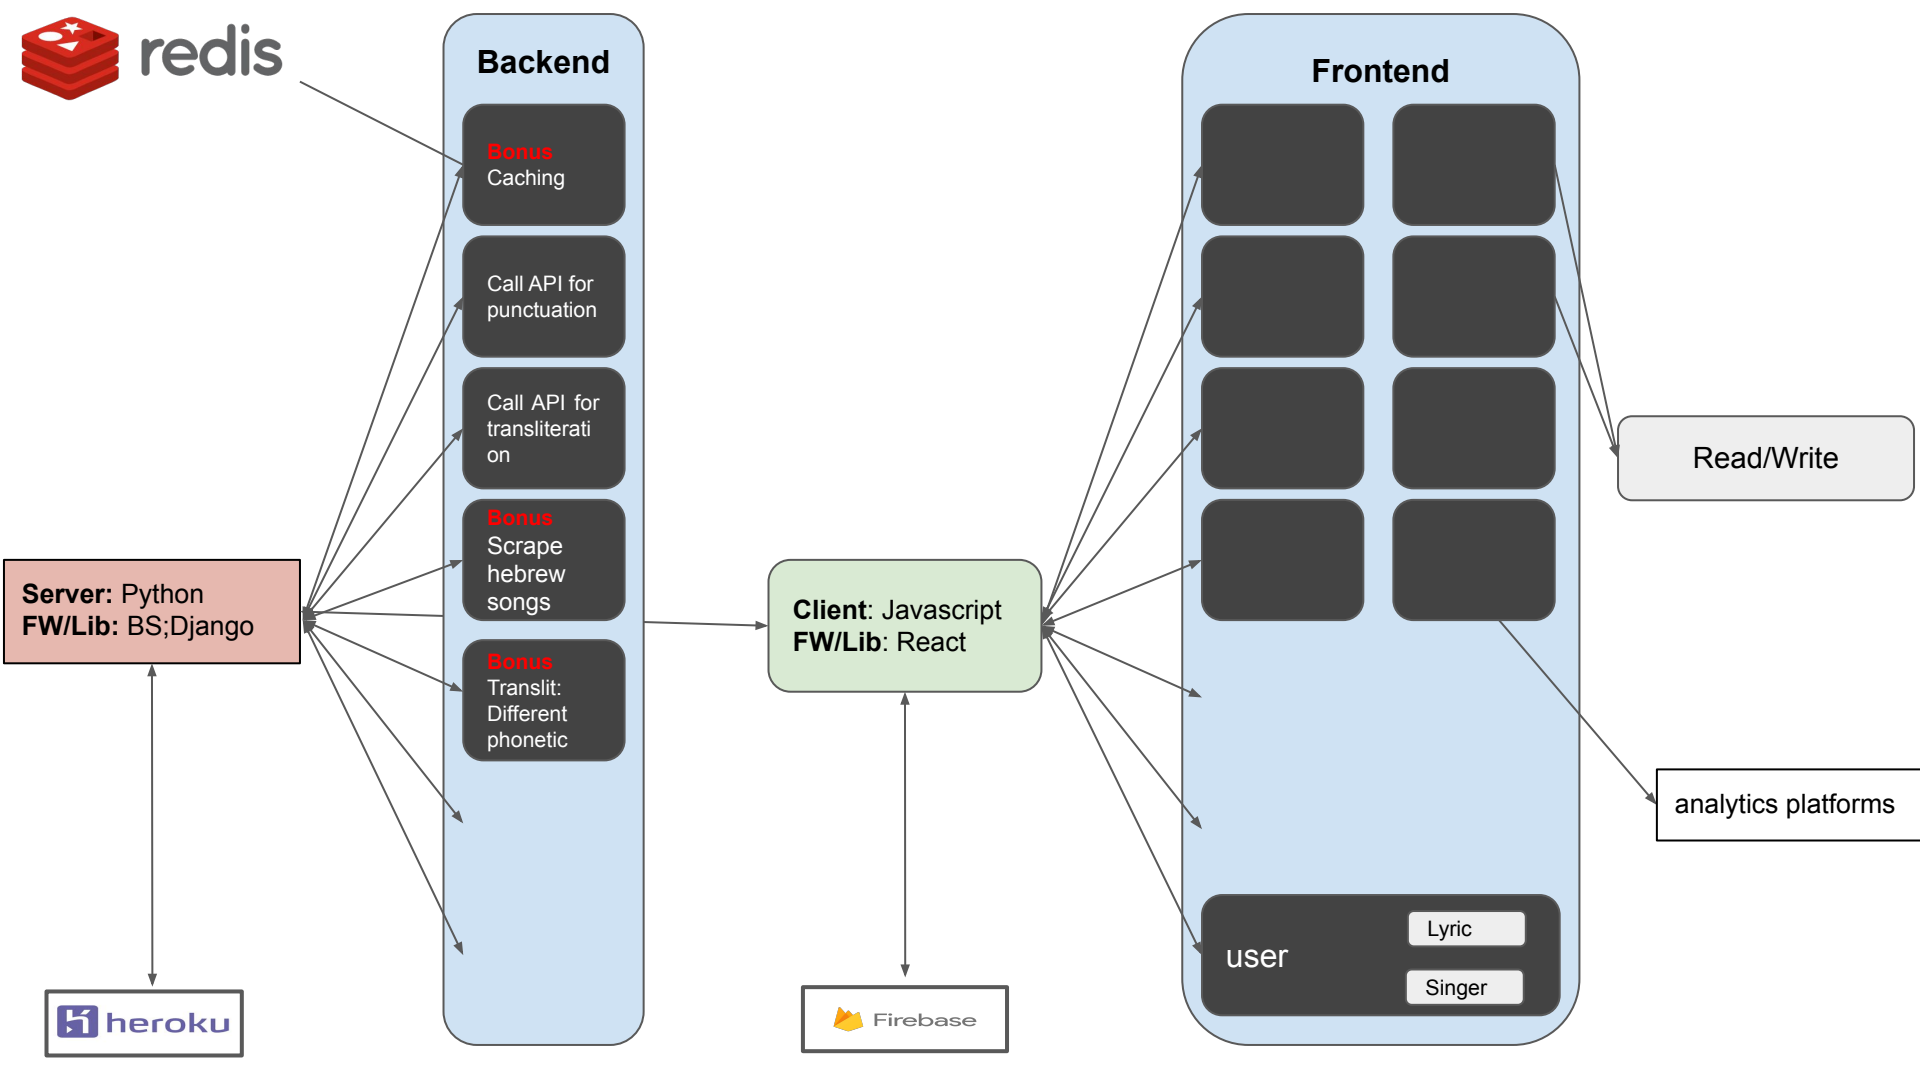 redis
Backend
Bonus
Caching
Call API for
punctuation
Call API for
transliterati
on
Bonus
Scrape
hebrew
songs
Bonus
Translit:
Different
phonetic
Server: Python
FW/Lib: BS;Django
heroku
Client: Javascript
FW/Lib: React
Firebase
Frontend
user
Lyric
Singer
Read/Write
analytics platforms